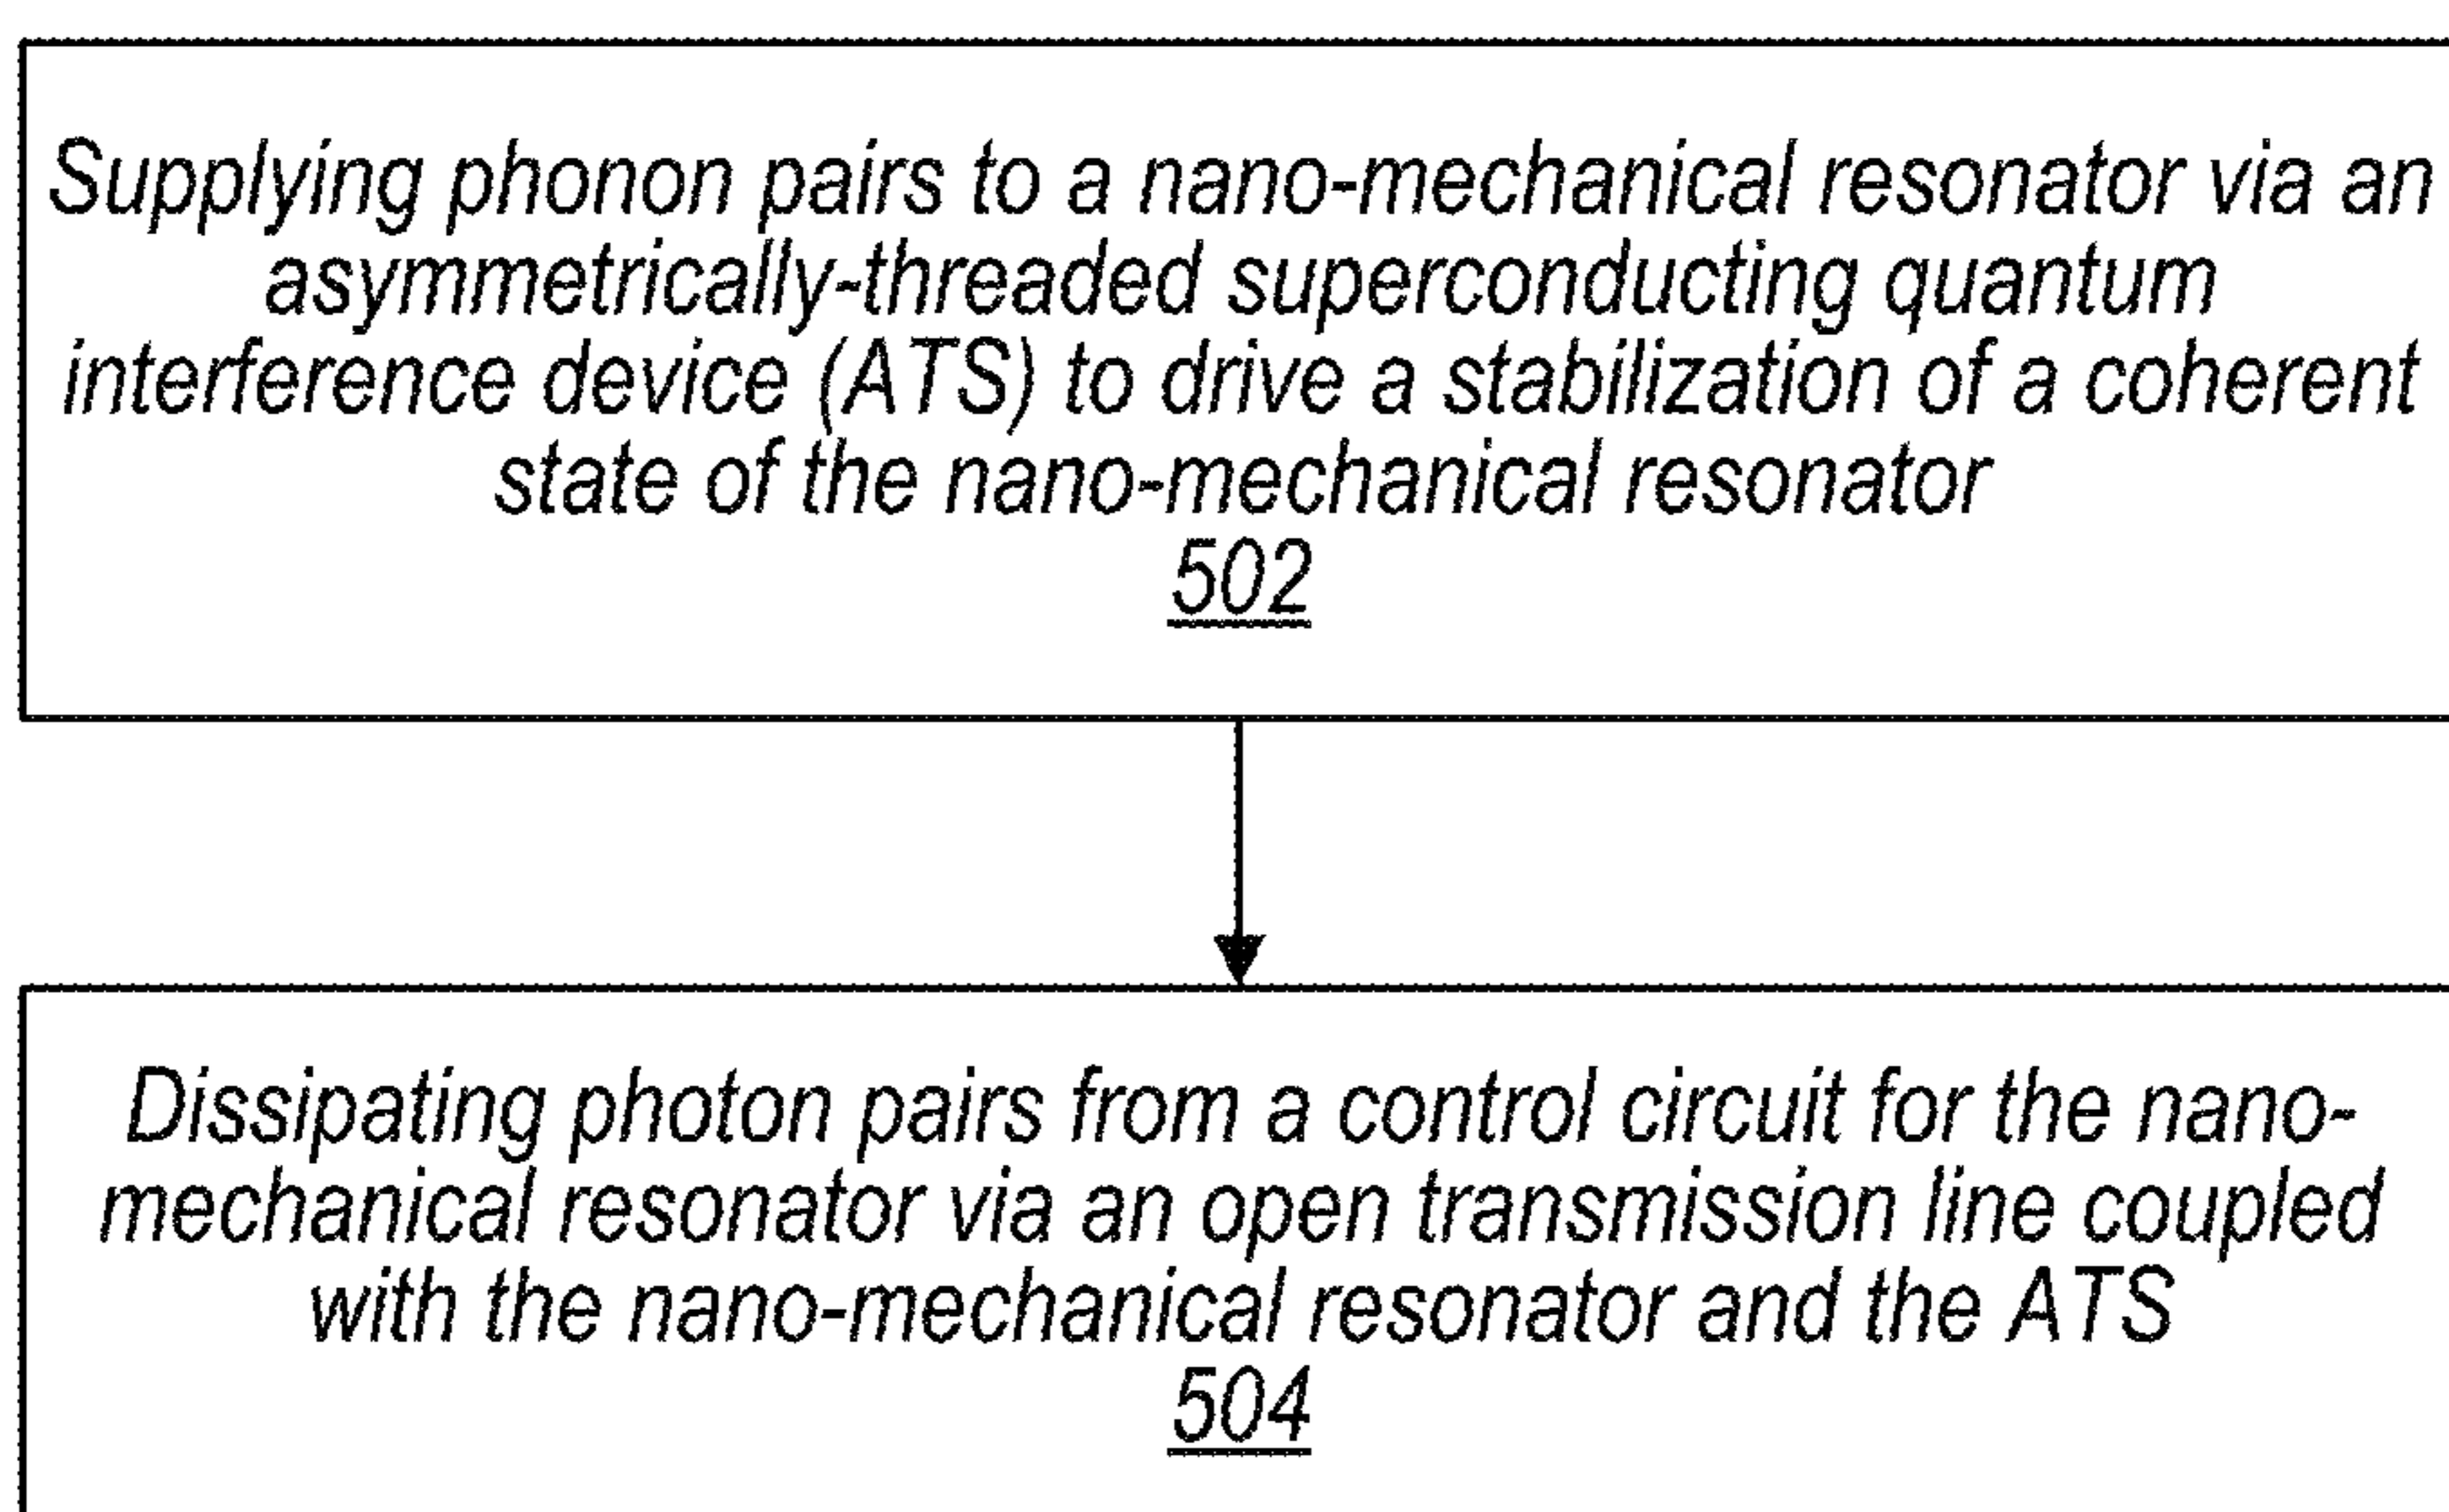 Supplying phonon pairs to a nano-mechanical resonator via an
asymmetrically-threaded superconducting quantum
interference device (ATS) to drive a stabilization of a coherent
state of the nano-mechanical resonator
502
Dissipating photon pairs from a control circuit for the nano-
mechanical resonator via an open transmission line coupled
with the nano-mechanical resonator and the ATS
504